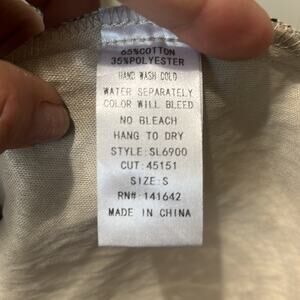 65%COTTON
35%POLYESTER
HAND WASH COLD
WATER SEPARATELY
COLOR WILL BLEED
NO BLEACH
HANG TO DRY
STYLE:SL6900
CUT:45151
SIZE:S
RN#:141642
MADE IN CHINA